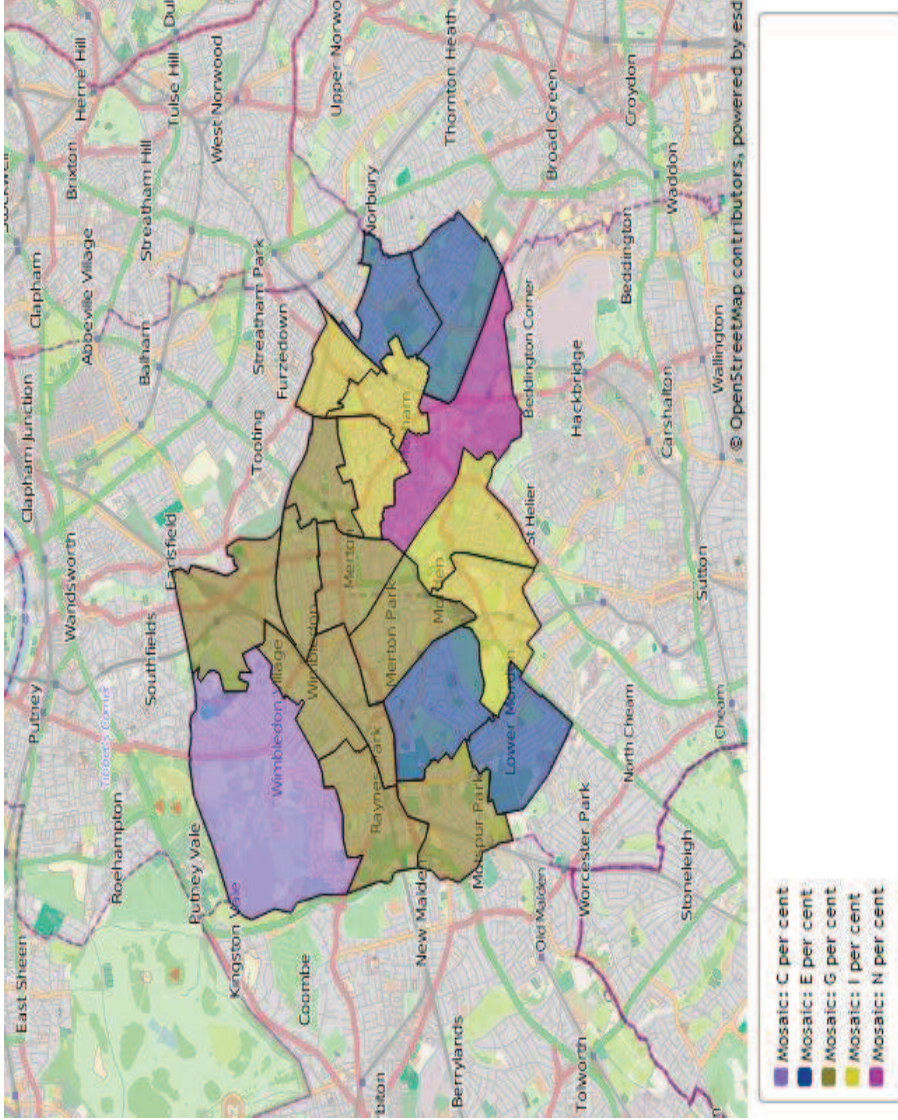 East Sheen
Putney
Clapham Junction
Clapham
Herne Hill
Brixton
Wandsworth
Abbeville Village
Tulse Hill
Roehampton
Southfields
Earlsfield
Balham
Streatham Hill
West Norwood
Putney Vale
Tooting
Streatham Park
Furzedown
Upper Norwo
Kingston Vale
Wimbledon Village
Wimbledon
Norbury
Thornton Heath
Coombe
Raynes Park
Merton Park
Merton
New Malden
Motspur Park
Lower Morden
Morden
St Helier
Beddington Corner
Broad Green
Berrylands
Old Malden
Hackbridge
Croydon
Tolworth
Worcester Park
North Cheam
Beddington
Waddon
Stoneleigh
Cheam
Sutton
Carshalton
Wallington
© OpenStreetMap contributors, powered by esd
Mosaic: C per cent
Mosaic: E per cent
Mosaic: G per cent
Mosaic: I per cent
Mosaic: N per cent